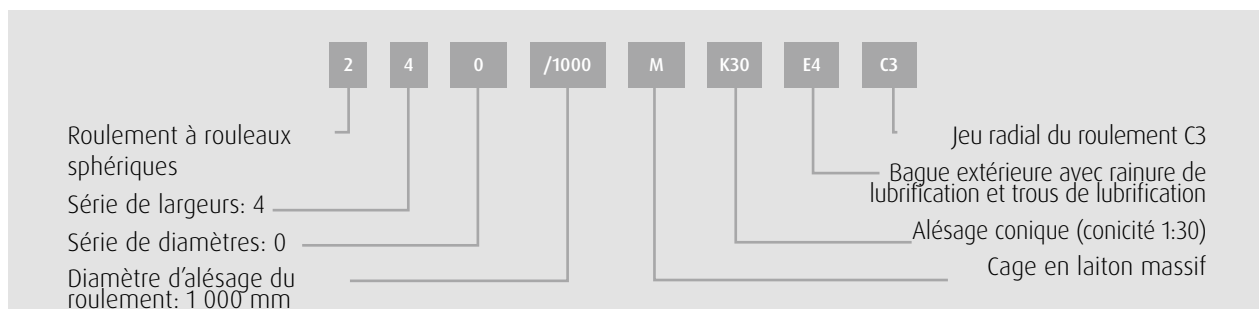 2 4 0 /1000 M K30 E4 C3
Roulement à rouleaux
sphériques
Série de largeurs: 4
Série de diamètres: 0
Diamètre d’alésage du
roulement: 1 000 mm
Jeu radial du roulement C3
Bague extérieure avec rainure de
lubrification et trous de lubrification
Alésage conique (conicité 1:30)
Cage en laiton massif